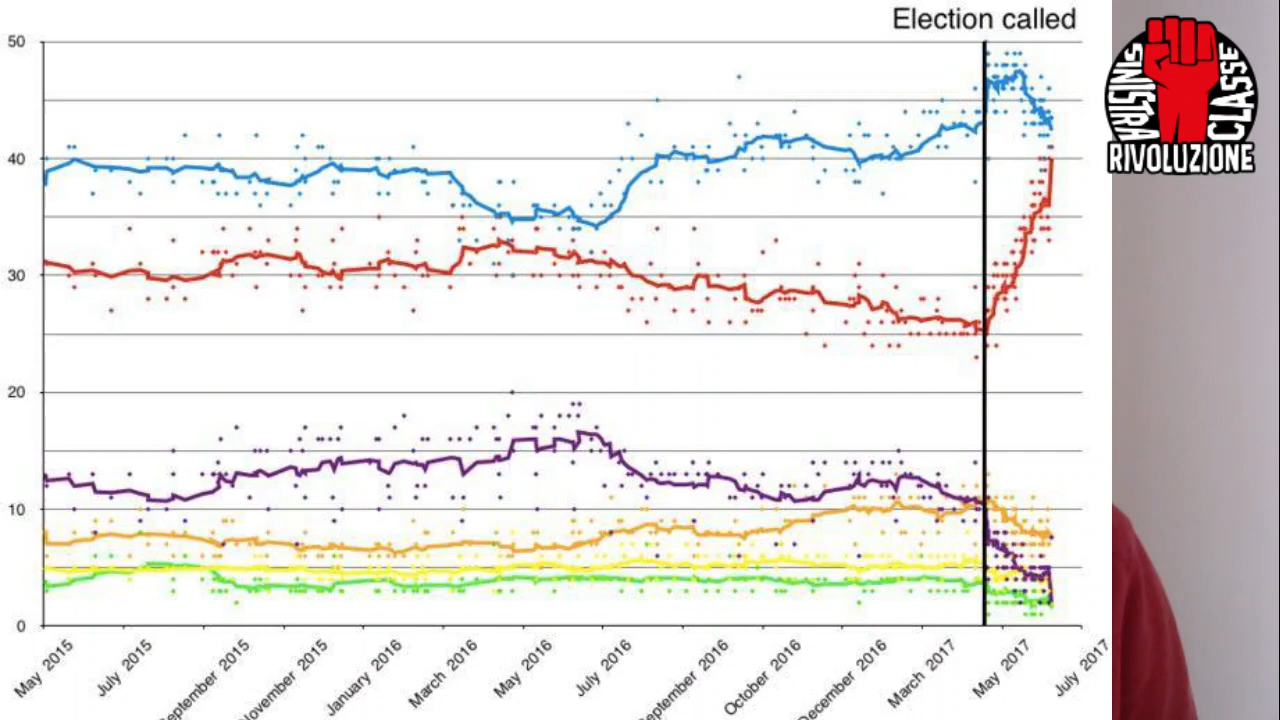 Election called
50
40
30
20
10
0
May 2015
July 2015
September 2015
November 2015
January 2016
March 2016
May 2016
July 2016
September 2016
October 2016
December 2016
March 2017
May 2017
July 2017
SINISTRA
CLASSE
RIVOLUZIONE